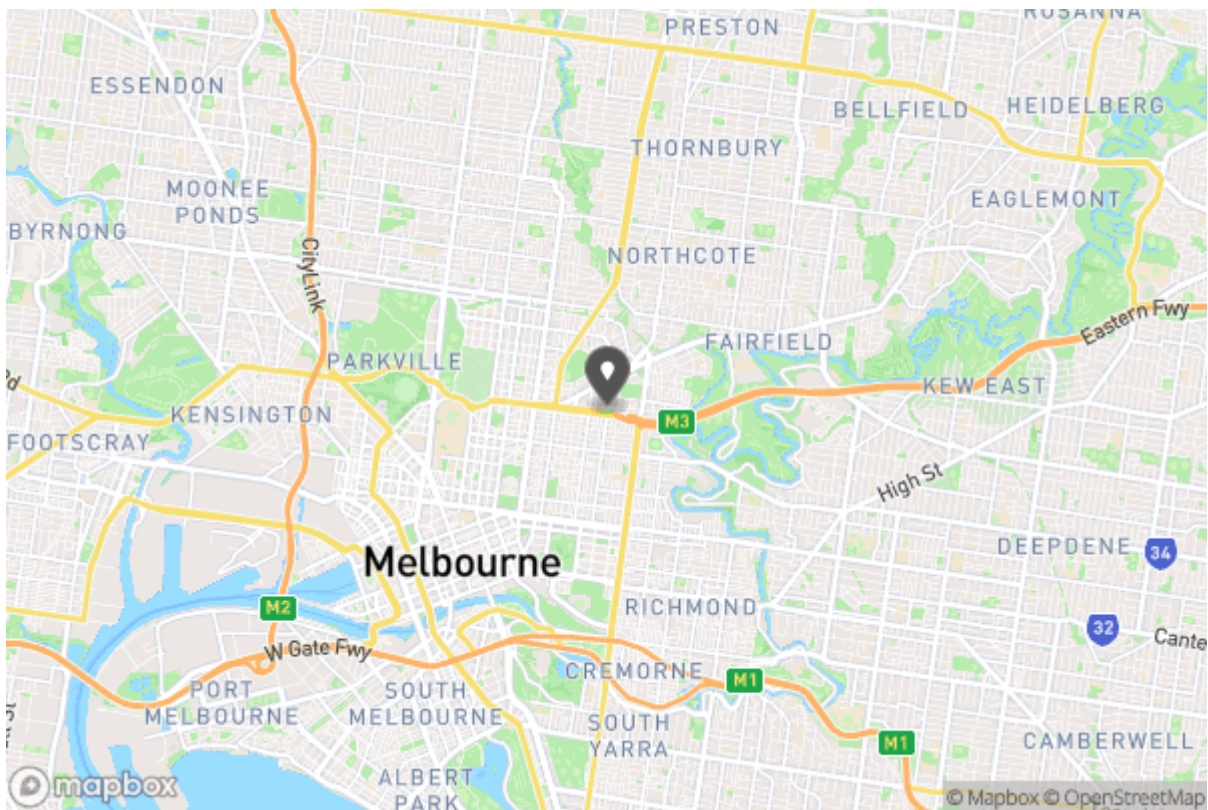 ROSANNA
PRESTON
ESSENDON
BELLFIELD
HEIDELBERG
THORNBURY
MOONEE
PONDS
EAGLEMONT
BYRNONG
CityLink
NORTHCOTE
Eastern Fwy
FAIRFIELD
PARKVILLE
Rd
KEW EAST
KENSINGTON
M3
FOOTSCRAY
High St
Melbourne
DEEPDENE
34
M2
RICHMOND
32
Cante
W Gate Fwy
CREMORNE
M1
PORT
MELBOURNE
SOUTH
MELBOURNE
SOUTH
YARRA
M1
CAMBERWELL
ALBERT
PARK
mapbox
© Mapbox © OpenStreetMap